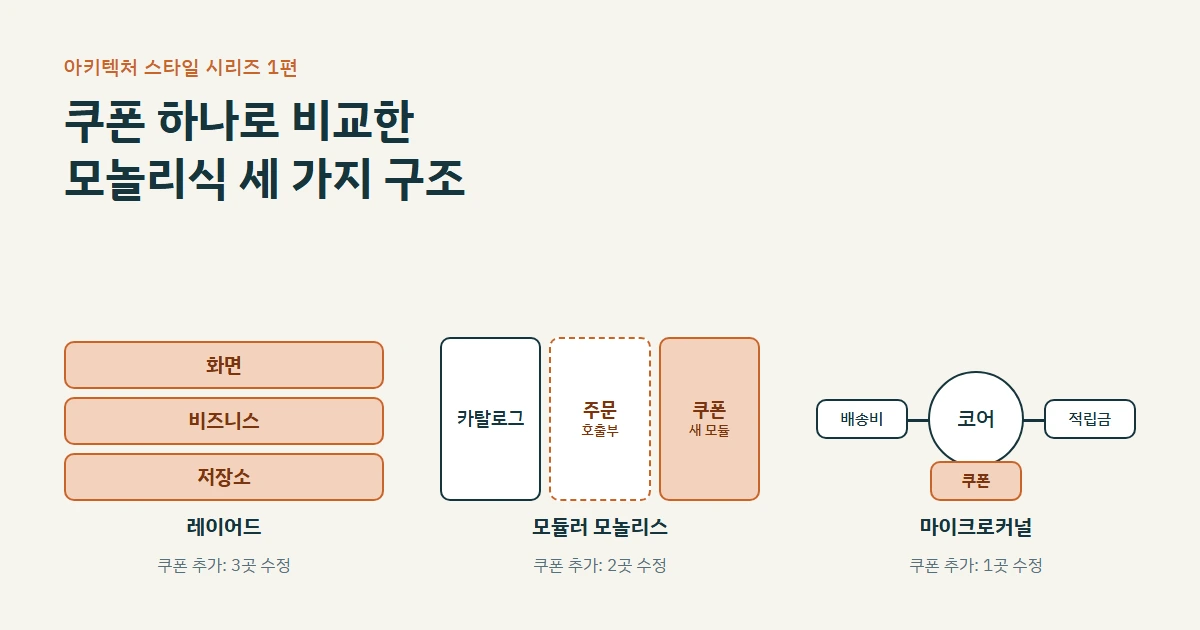 아키텍처 스타일 시리즈 1편
쿠폰 하나로 비교한
모놀리식 세 가지 구조
화면
비즈니스
저장소
레이어드
쿠폰 추가: 3곳 수정
카탈로그
주문
호출부
쿠폰
새 모듈
모듈러 모놀리스
쿠폰 추가: 2곳 수정
배송비
코어
적립금
쿠폰
마이크로커널
쿠폰 추가: 1곳 수정